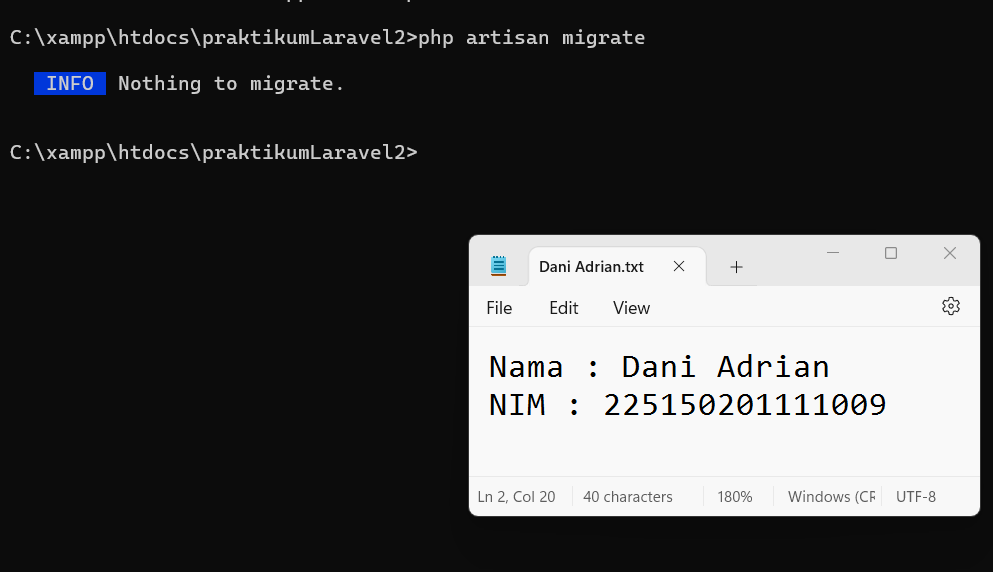 C:\xampp\htdocs\praktikumLaravel2>php artisan migrate
INFO Nothing to migrate.
C:\xampp\htdocs\praktikumLaravel2>
Dani Adrian.txt
File Edit View
Nama : Dani Adrian
NIM : 225150201111009
Ln 2, Col 20 40 characters 180% Windows (CR UTF-8